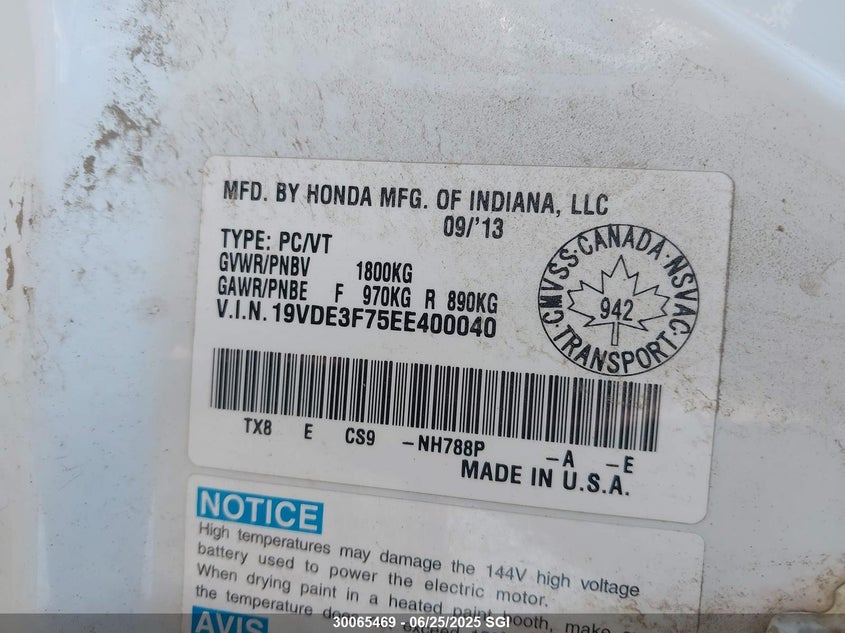 MFD. BY HONDA MFG. OF INDIANA, LLC
09/'13
TYPE: PC/VT
GVWR/PNBV 1800KG
GAWR/PNBE F 970KG R 890KG
V.I.N. 19VDE3F75EE400040
CMVSS·CANADA·NSVAC·
TRANSPORT
942
TX8 E CS9 -NH788P -A -E
MADE IN U.S.A.
NOTICE
High temperatures may damage the 144V high voltage
battery used to power the electric motor.
When drying paint in a heated paint booth, make
the temperature exceed
AVIS
30065469 - 06/25/2025 SGI